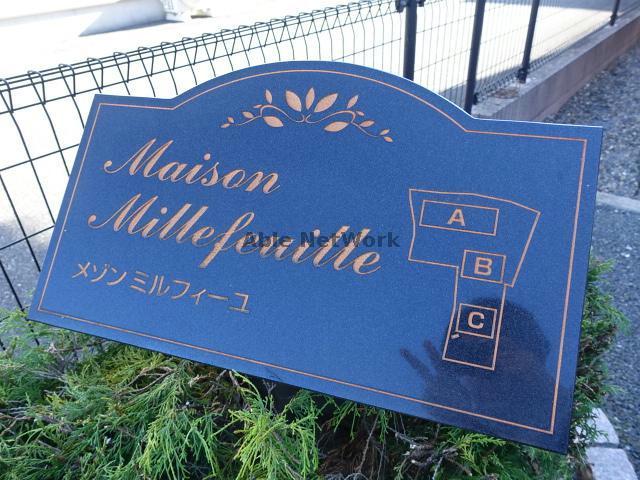 Maison
Millefeuille
メゾン ミルフィーユ
A
B
C
Able NetWork